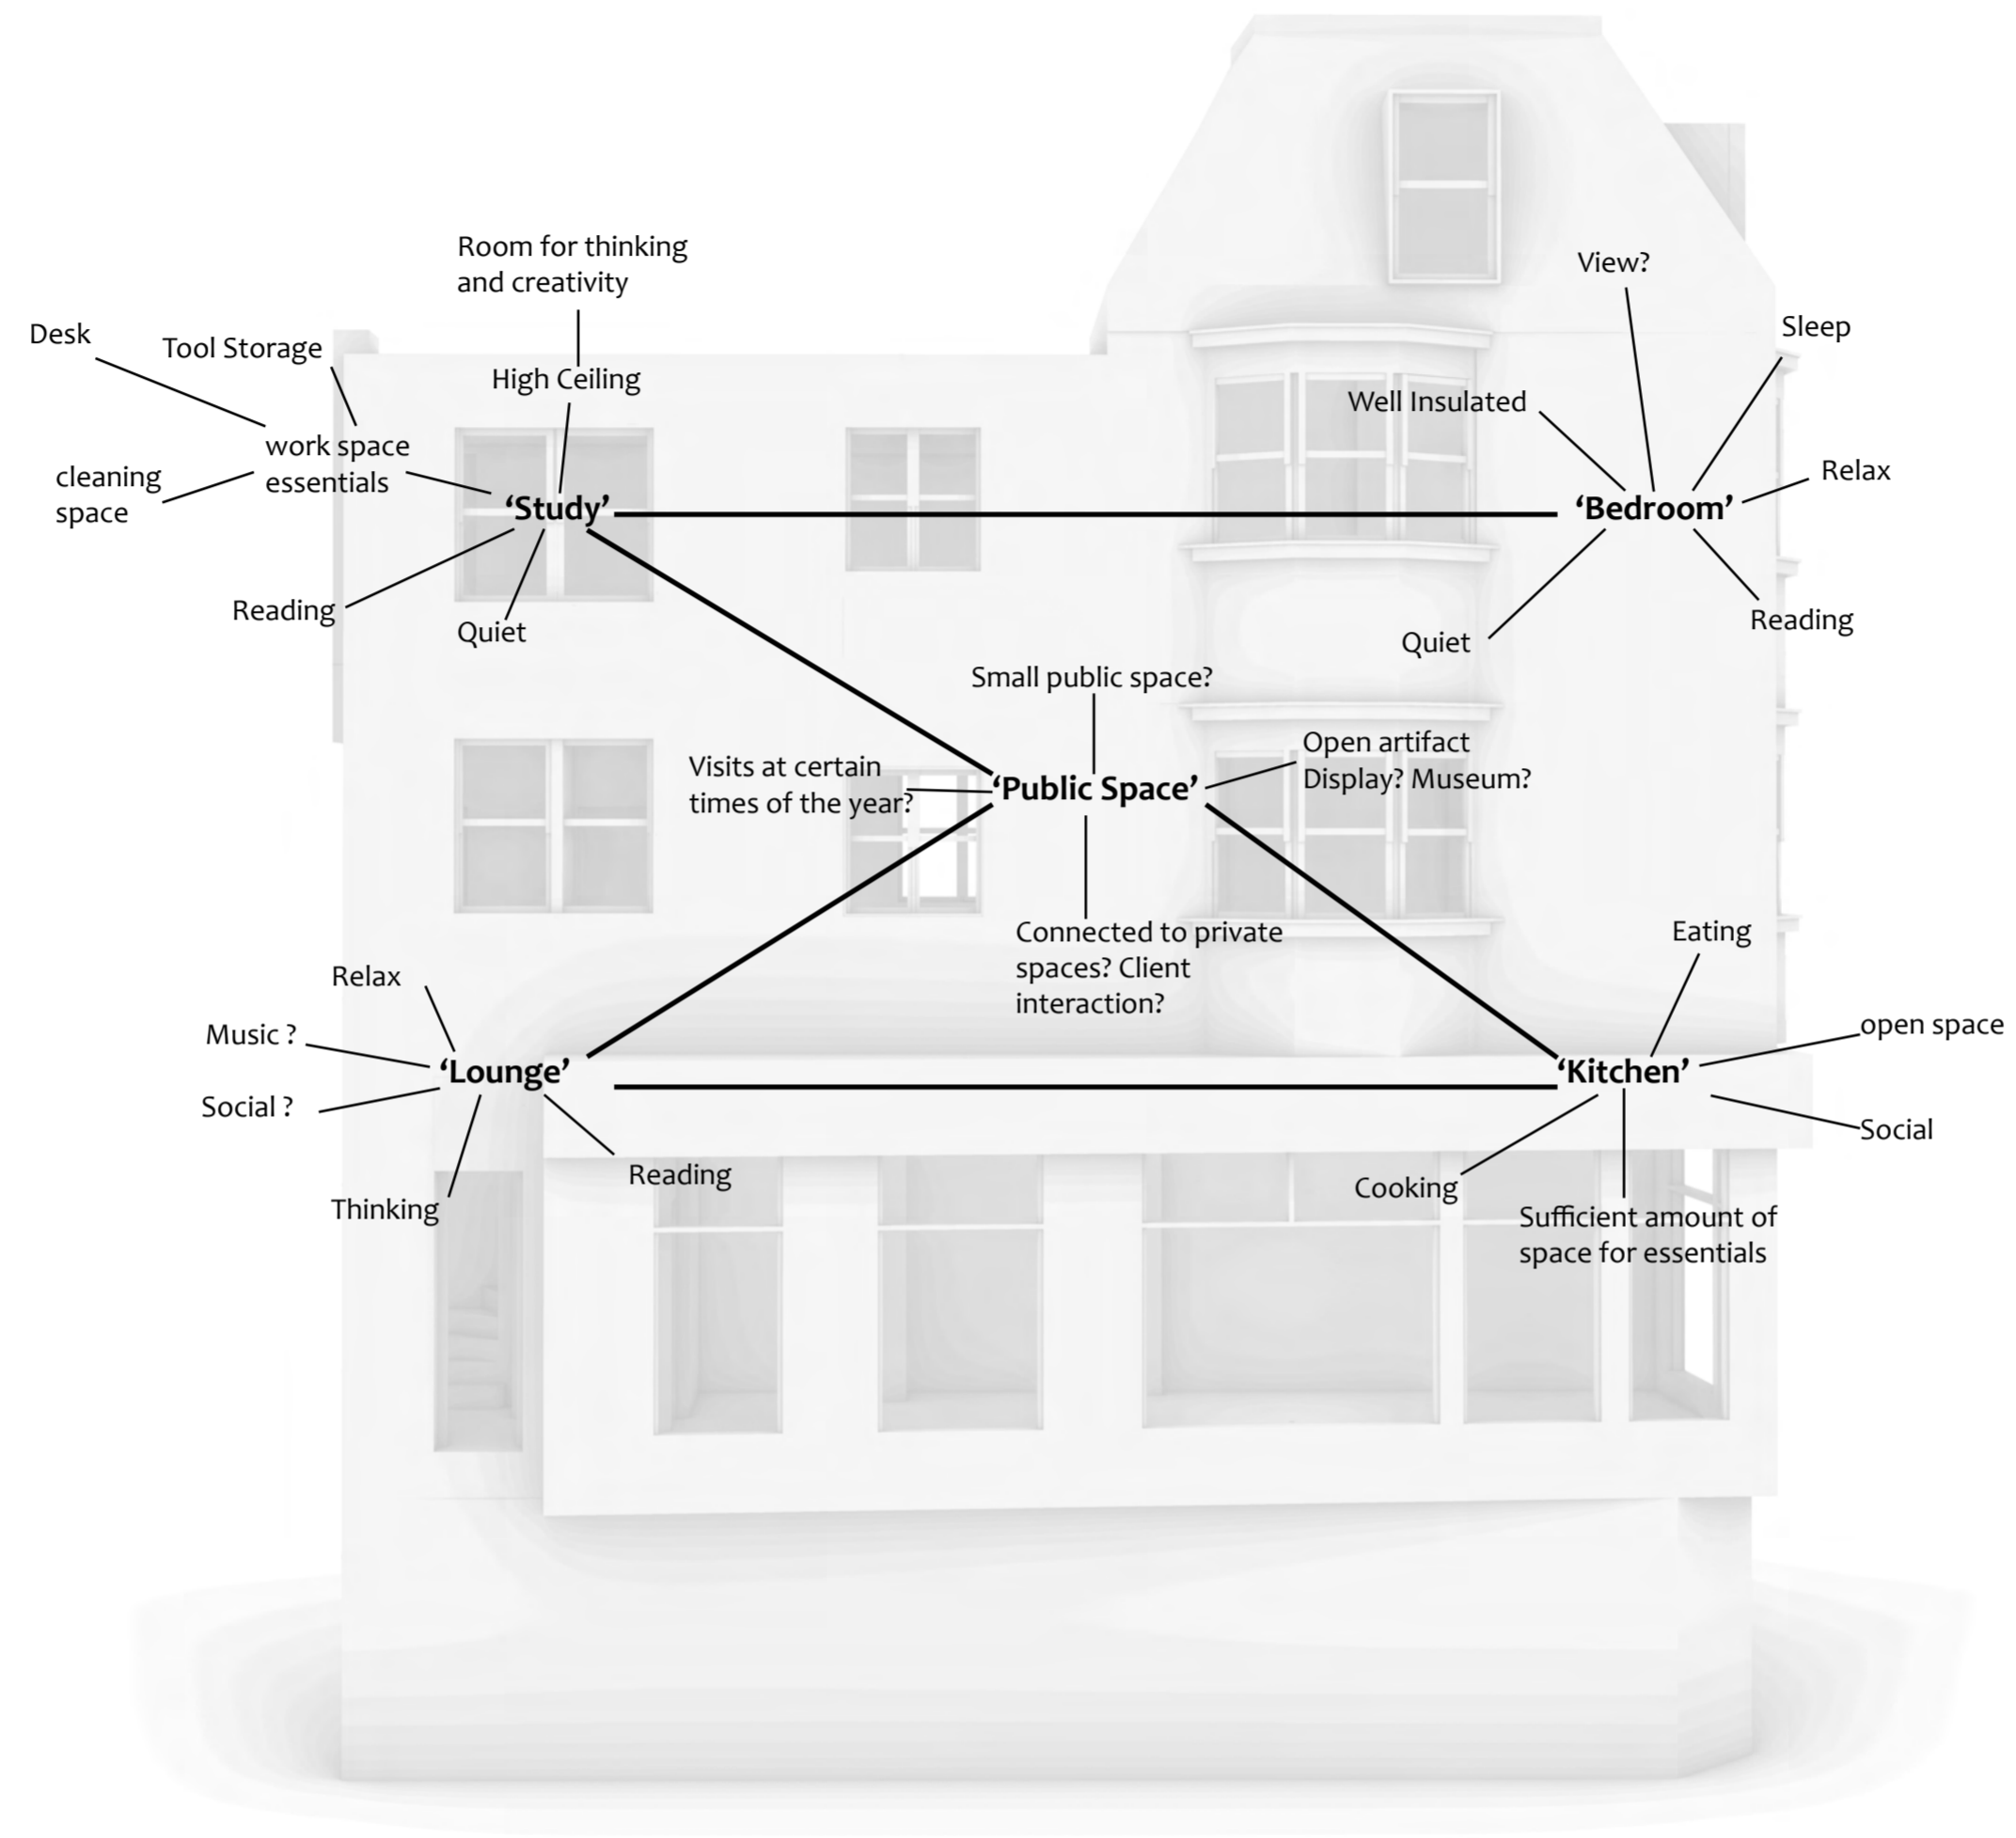 Room for thinking
and creativity
Desk
Tool Storage
High Ceiling
work space
essentials
cleaning
space
‘Study’
Reading
Quiet
View?
Sleep
Well Insulated
Relax
‘Bedroom’
Reading
Quiet
Small public space?
Visits at certain
times of the year?
‘Public Space’
Open artifact
Display? Museum?
Connected to private
spaces? Client
interaction?
Relax
Music ?
‘Lounge’
Social ?
Reading
Thinking
Eating
open space
‘Kitchen’
Social
Cooking
Sufficient amount of
space for essentials